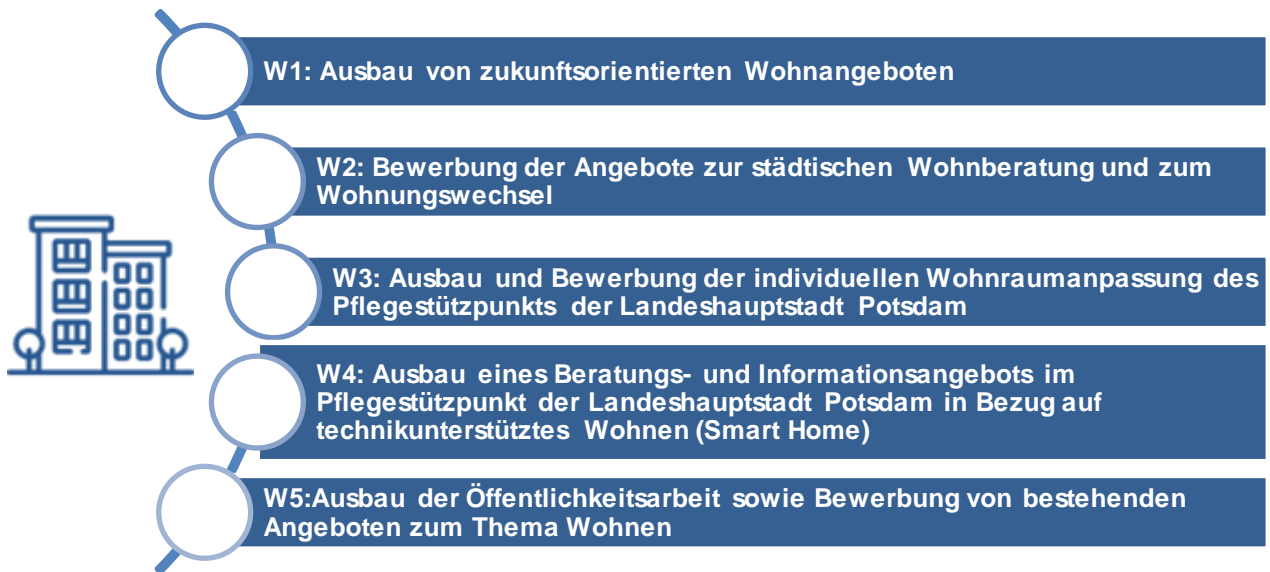 W1: Ausbau von zukunftsorientierten Wohnangeboten
W2: Bewerbung der Angebote zur städtischen Wohnberatung und zum
Wohnungswechsel
W3: Ausbau und Bewerbung der individuellen Wohnraumanpassung des
Pflegestützpunkts der Landeshauptstadt Potsdam
W4: Ausbau eines Beratungs- und Informationsangebots im
Pflegestützpunkt der Landeshauptstadt Potsdam in Bezug auf
technikunterstütztes Wohnen (Smart Home)
W5:Ausbau der Öffentlichkeitsarbeit sowie Bewerbung von bestehenden
Angeboten zum Thema Wohnen